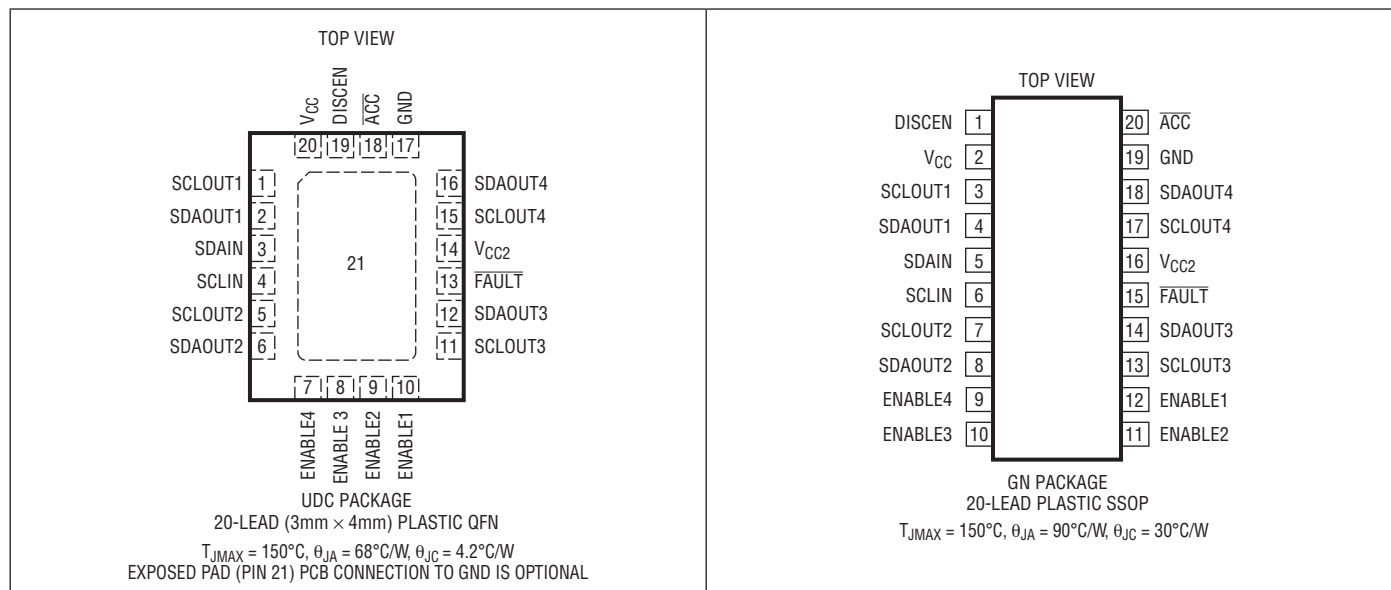 TOP VIEW
VCC
DISCEN
ACC
GND
20 19 18 17
SCLOUT1 1
SDAOUT1 2
SDAIN 3
SCLIN 4
SCLOUT2 5
SDAOUT2 6
21
16 SDAOUT4
15 SCLOUT4
14 VCC2
13 FAULT
12 SDAOUT3
11 SCLOUT3
7 8 9 10
ENABLE4
ENABLE 3
ENABLE2
ENABLE1
UDC PACKAGE
20-LEAD (3mm × 4mm) PLASTIC QFN
TJMAX = 150°C, θJA = 68°C/W, θJC = 4.2°C/W
EXPOSED PAD (PIN 21) PCB CONNECTION TO GND IS OPTIONAL
TOP VIEW
DISCEN 1
VCC 2
SCLOUT1 3
SDAOUT1 4
SDAIN 5
SCLIN 6
SCLOUT2 7
SDAOUT2 8
ENABLE4 9
ENABLE3 10
20 ACC
19 GND
18 SDAOUT4
17 SCLOUT4
16 VCC2
15 FAULT
14 SDAOUT3
13 SCLOUT3
12 ENABLE1
11 ENABLE2
GN PACKAGE
20-LEAD PLASTIC SSOP
TJMAX = 150°C, θJA = 90°C/W, θJC = 30°C/W